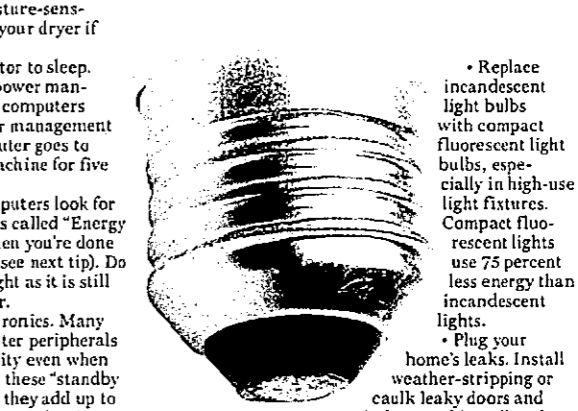 sture-sens-
your dryer if
tor to sleep.
power man-
computers
r management
uter goes to
achine for five
puters look for
s called "Energy
en you're done
see next tip). Do
ght as it is still
r.
ronics. Many
ter peripherals
ity even when
these "standby
they add up to
• Replace
incandescent
light bulbs
with compact
fluorescent light
bulbs, espe-
cially in high-use
light fixtures.
Compact fluo-
rescent lights
use 75 percent
less energy than
incandescent
lights.
• Plug your
home's leaks. Install
weather-stripping or
caulk leaky doors and